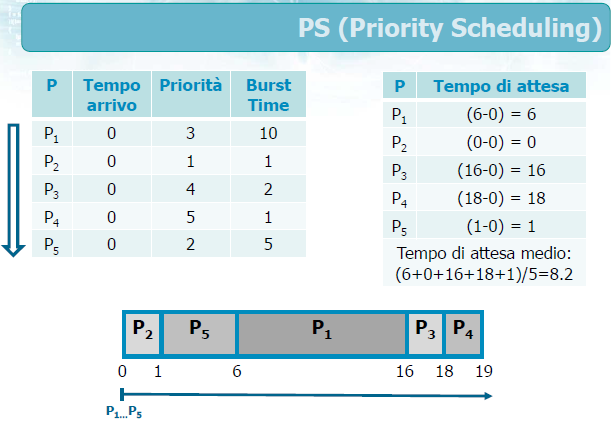 PS (Priority Scheduling)
P Tempo arrivo Priorità Burst Time
P1 0 3 10
P2 0 1 1
P3 0 4 2
P4 0 5 1
P5 0 2 5
P Tempo di attesa
P1 (6-0) = 6
P2 (0-0) = 0
P3 (16-0) = 16
P4 (18-0) = 18
P5 (1-0) = 1
Tempo di attesa medio:
(6+0+16+18+1)/5=8.2
P2 P5 P1 P3 P4
0 1 6 16 18 19
P1...P5